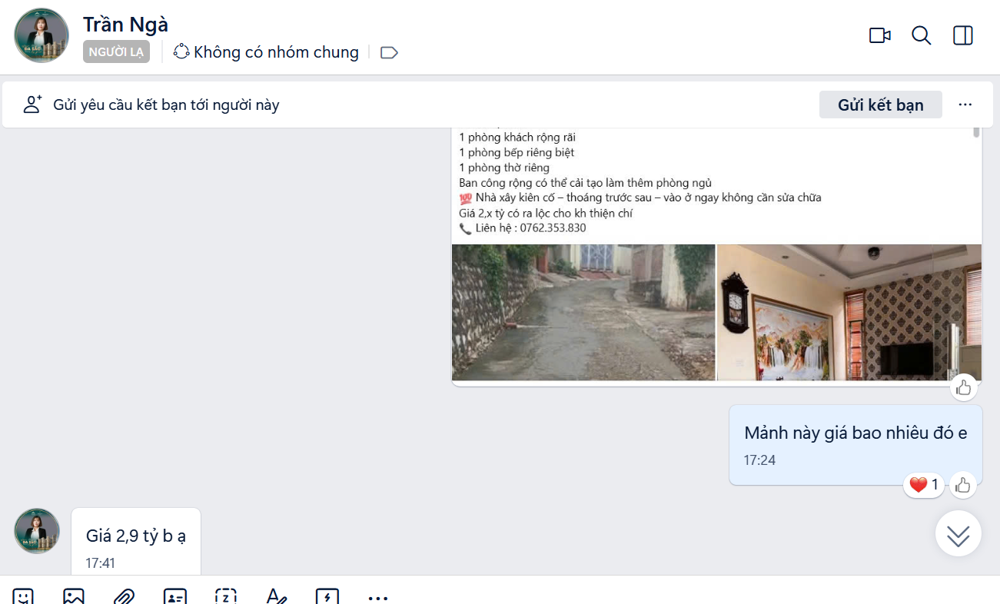 Trần Ngà
NGƯỜI LẠ
Không có nhóm chung
Gửi yêu cầu kết bạn tới người này
Gửi kết bạn
1 phòng khách rộng rãi
1 phòng bếp riêng biệt
1 phòng thờ riêng
Ban công rộng có thể cải tạo làm thêm phòng ngủ
💯 Nhà xây kiên cố – thoáng trước sau – vào ở ngay không cần sửa chữa
Giá 2,x tỷ có ra lộc cho kh thiện chí
📞 Liên hệ : 0762.353.830
Mảnh này giá bao nhiêu đó e
17:24
❤️ 1
Giá 2,9 tỷ b ạ
17:41